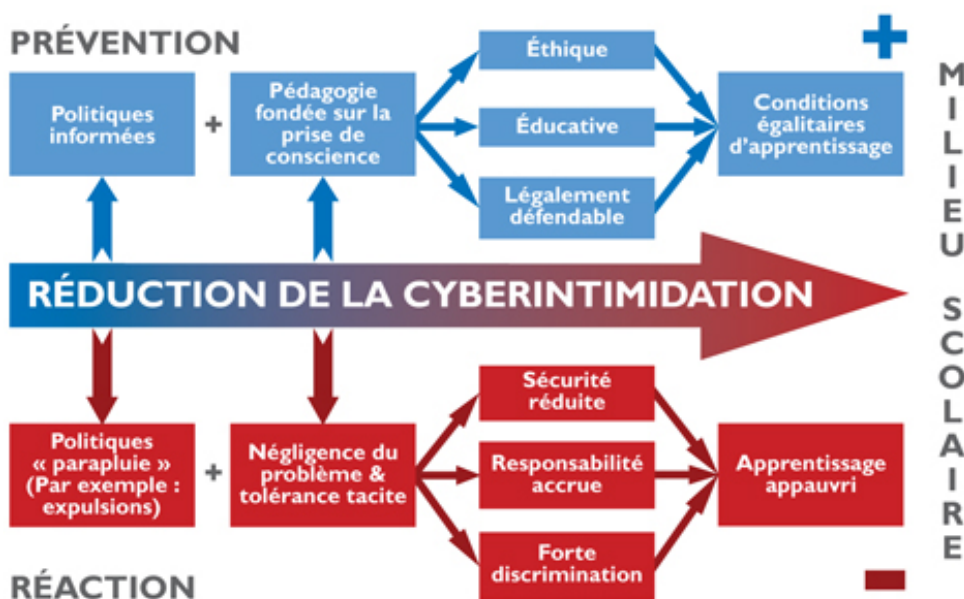 PRÉVENTION
+
Politiques
informées
+
Pédagogie
fondée sur la
prise de
conscience
Éthique
Éducative
Légalement
défendable
Conditions
égalitaires
d'apprentissage
RÉDUCTION DE LA CYBERINTIMIDATION
Politiques
« parapluie »
(Par exemple :
expulsions)
+
Négligence du
problème &
tolérance tacite
Sécurité
réduite
Responsabilité
accrue
Forte
discrimination
Apprentissage
appauvri
RÉACTION
-
MILIEU SCOLAIRE